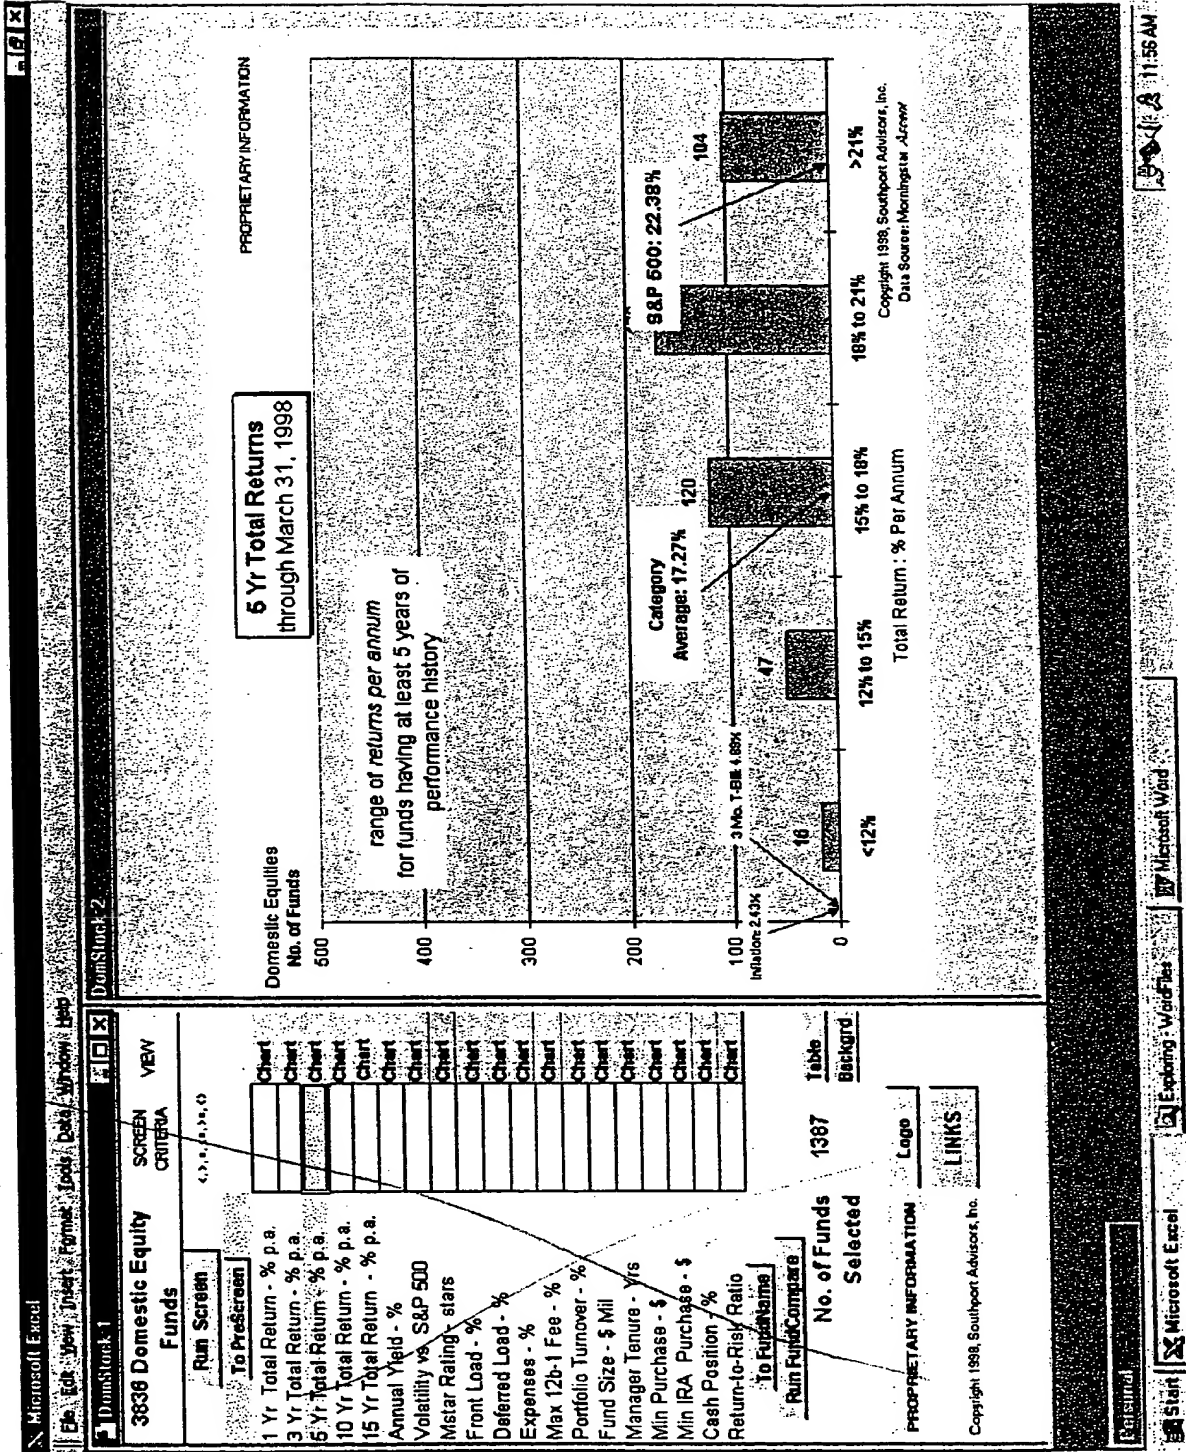 Microsoft Excel
File Edit View Insert Format Tools Data Window Help
DomStock 1
3836 Domestic Equity
Funds
SCREEN
CRITERIA
VIEW
Run Screen
To PreScreen
1 Yr Total Return - % p.a. Chart
3 Yr Total Return - % p.a. Chart
5 Yr Total Return - % p.a. Chart
10 Yr Total Return - % p.a. Chart
15 Yr Total Return - % p.a. Chart
Annual Yield - % Chart
Volatility vs. S&P 500 Chart
Mstar Rating - stars Chart
Front Load - % Chart
Deferred Load - % Chart
Expenses - % Chart
Max 12b-1 Fee - % Chart
Portfolio Turnover - % Chart
Fund Size - $ Mil Chart
Manager Tenure - Yrs Chart
Min Purchase - $ Chart
Min IRA Purchase - $ Chart
Cash Position - % Chart
Return-to-Risk Ratio Chart
To FundName
Run FundCompare
No. of Funds
Selected
1387
Table
Backgrd
PROPRIETARY INFORMATION
Logo
LINKS
Copyright 1998, Southport Advisors, Inc.
DomStock 2
PROPRIETARY INFORMATION
5 Yr Total Returns
through March 31, 1998
Domestic Equities
No. of Funds
range of returns per annum
for funds having at least 5 years of
performance history
500
400
300
200
100
0
Inflation: 2.43%
16
3 Mo. T-Bill: 4.69%
47
Category
Average: 17.27%
120
S&P 500: 22.38%
104
<12%
12% to 15%
15% to 18%
18% to 21%
>21%
Total Return - % Per Annum
Copyright 1998, Southport Advisors, Inc.
Data Source: Morningstar Ascent
Start
Microsoft Excel
Exploring - WordFiles
Microsoft Word
11:56 AM